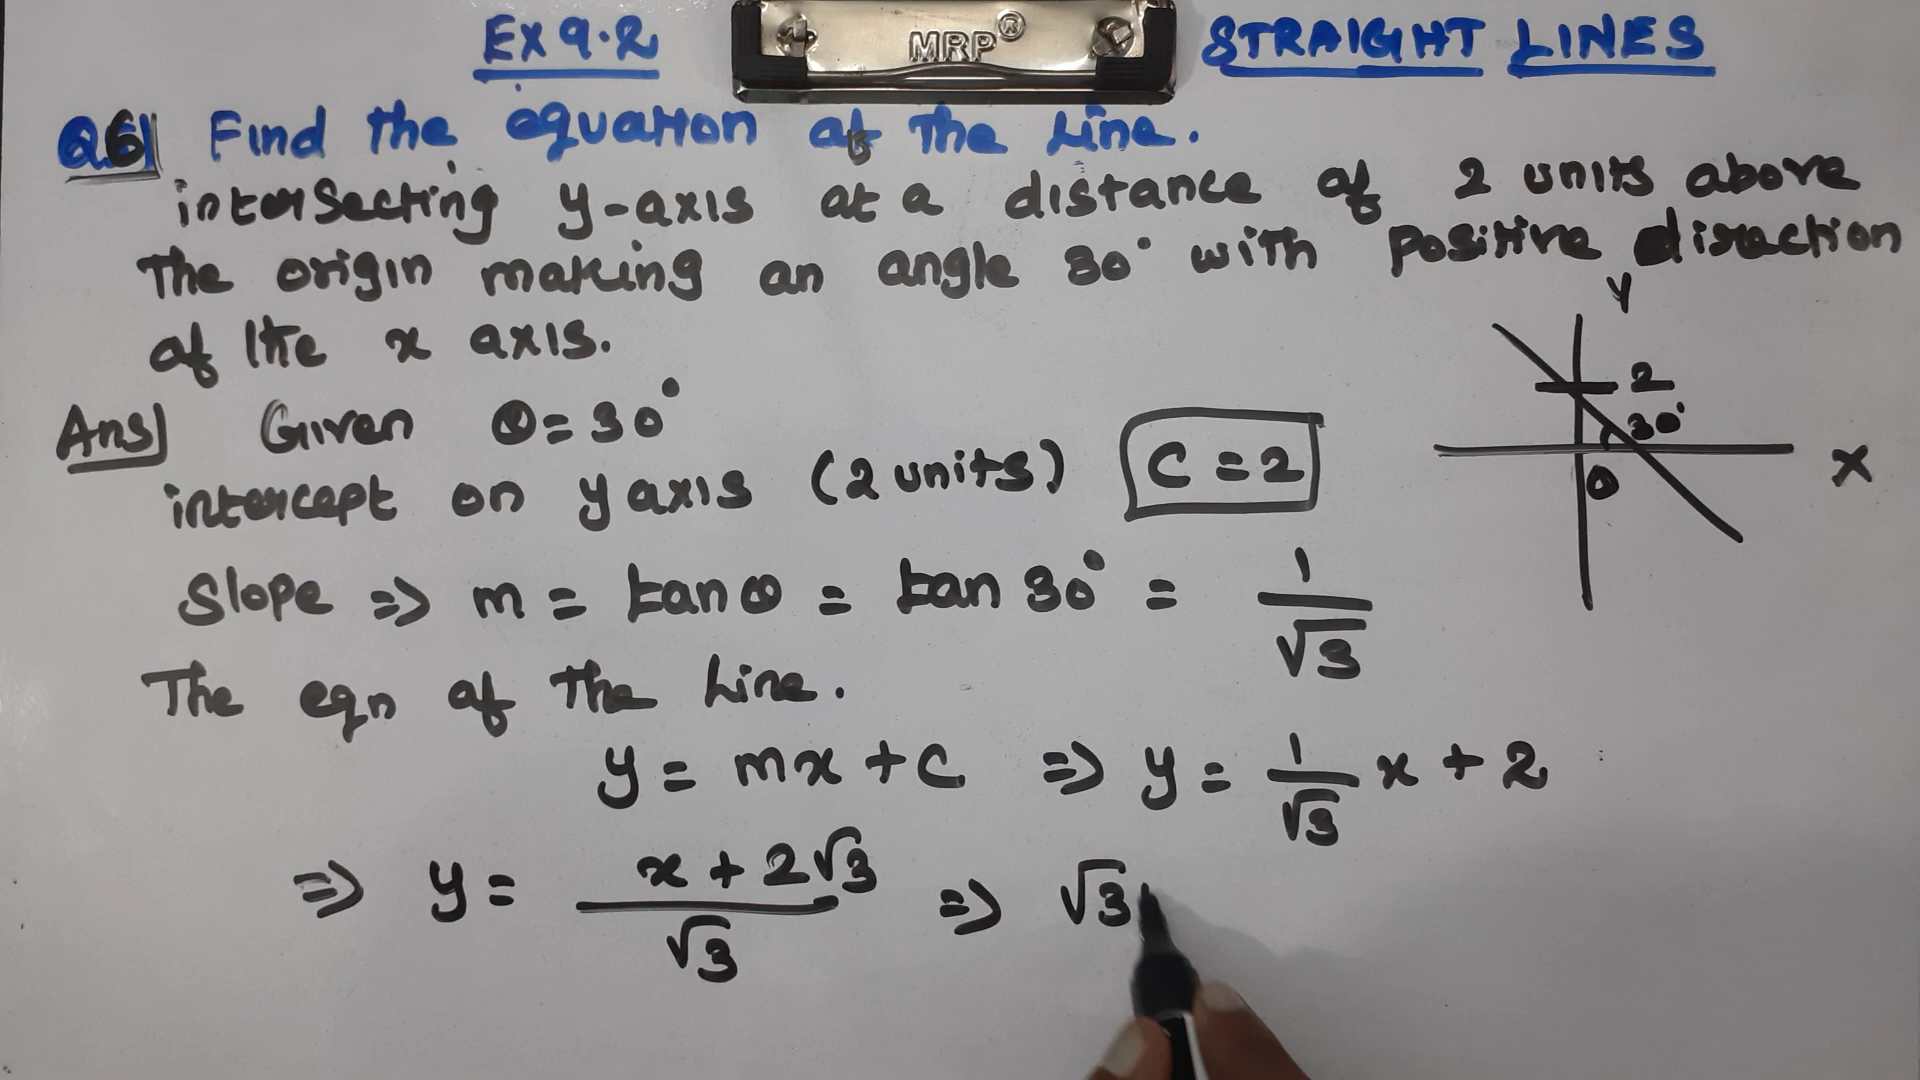 Ex 9.2
MRP®
STRAIGHT LINES
Q.6) Find the equation of the Line.
intersecting y-axis at a distance of 2 units above
The origin making an angle 30° with positive direction
of the x axis.
Y
2
30°
X
0
Ans) Given θ = 30°
intercept on y axis (2 units) C = 2
Slope => m = tan θ = tan 30° = 1/√3
The eqn of the Line.
y = mx + c => y = 1/√3 x + 2
=> y = x + 2√3/√3 => √3